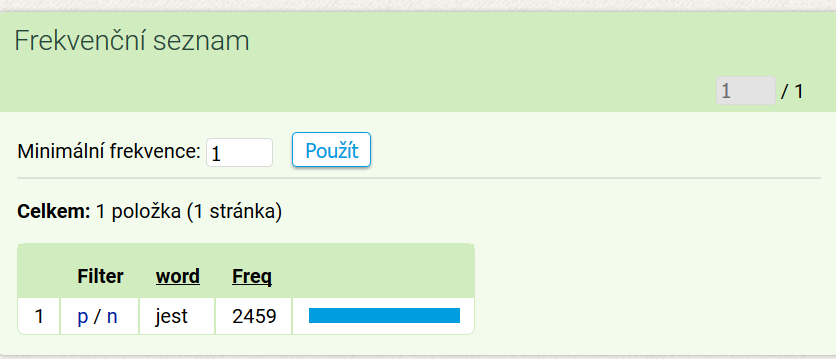 Frekvenční seznam
1 / 1
Minimální frekvence: 1 Použít
Celkem: 1 položka (1 stránka)
Filter word Freq
1 p / n jest 2459